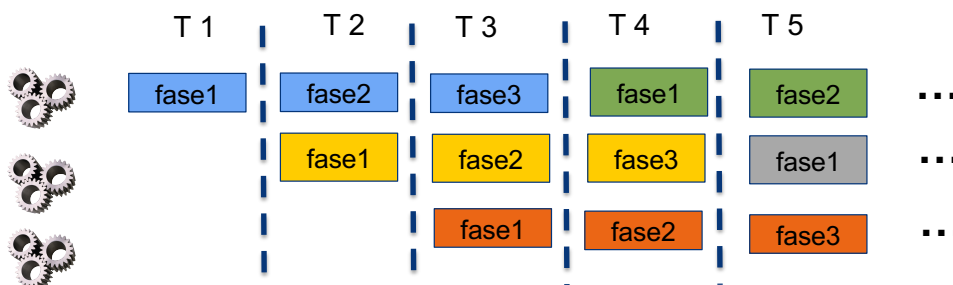 T 1 T 2 T 3 T 4 T 5
fase1 fase2 fase3 fase1 fase2 ...
fase1 fase2 fase3 fase1 ...
fase1 fase2 fase3 ..